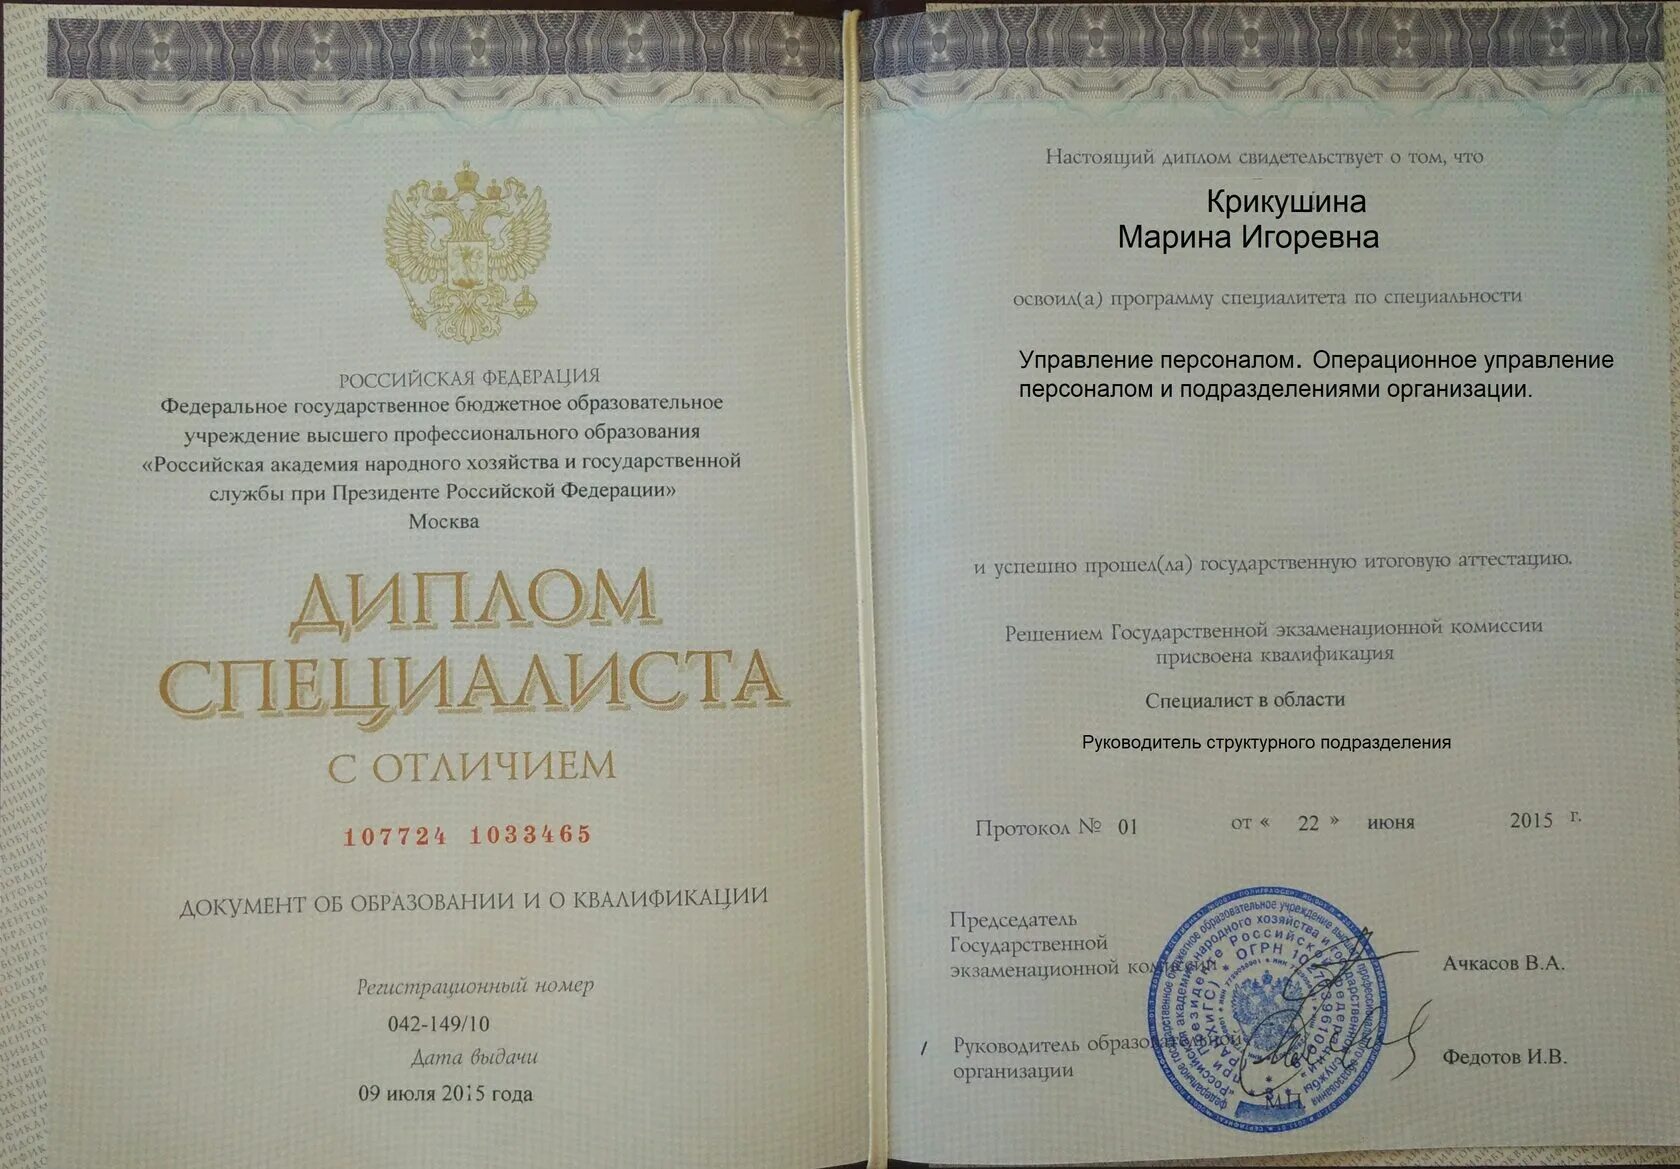 РОССИЙСКАЯ ФЕДЕРАЦИЯ
Федеральное государственное бюджетное образовательное
учреждение высшего профессионального образования
«Российская академия народного хозяйства и государственной
службы при Президенте Российской Федерации»
Москва
ДИПЛОМ
СПЕЦИАЛИСТА
С ОТЛИЧИЕМ
107724 1033465
ДОКУМЕНТ ОБ ОБРАЗОВАНИИ И О КВАЛИФИКАЦИИ
Регистрационный номер
042-149/10
Дата выдачи
09 июля 2015 года
Настоящий диплом свидетельствует о том, что
Крикушина
Марина Игоревна
освоил(а) программу специалитета по специальности
Управление персоналом. Операционное управление
персоналом и подразделениями организации.
и успешно прошел(ла) государственную итоговую аттестацию.
Решением Государственной экзаменационной комиссии
присвоена квалификация
Специалист в области
Руководитель структурного подразделения
Протокол № 01 от « 22 » июня 2015 г.
Председатель
Государственной
экзаменационной комиссии
Ачкасов В.А.
Руководитель образовательной
организации
Федотов И.В.
М.П.